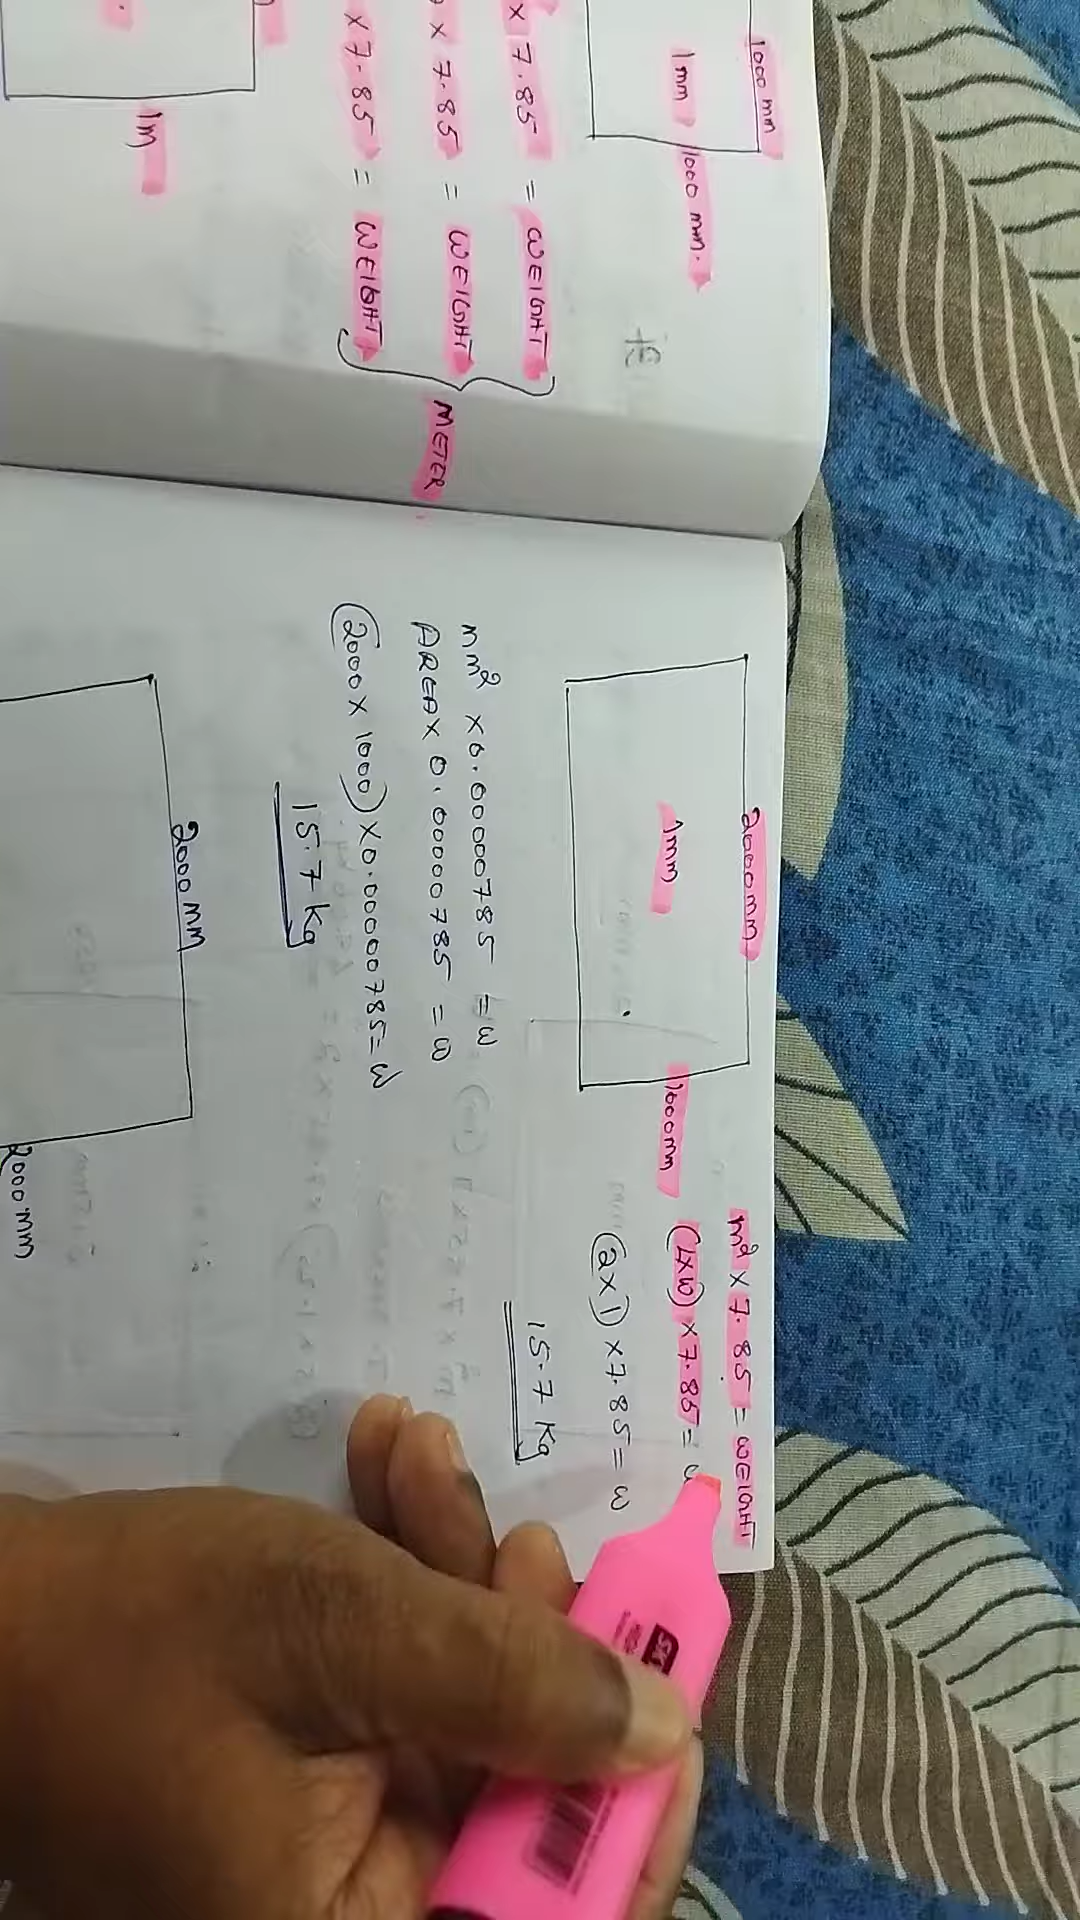 1000 mm
1mm
1000 mm.
x 7.85 = WEIGHT
x 7.85 = WEIGHT
x 7.85 = WEIGHT
METER
1M
2000mm
1mm
1000mm
m² x 7.85 = WEIGHT
(LXW) x 7.85 = W
(2x1) x 7.85 = W
15.7 Kg
mm² x 0.00000785 = W
AREA x 0.00000785 = W
(2000 x 1000) x 0.00000785 = W
15.7 Kg
2000 mm
2000 mm